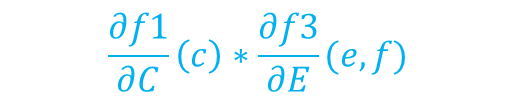 ∂f1/∂C (c) * ∂f3/∂E (e, f)